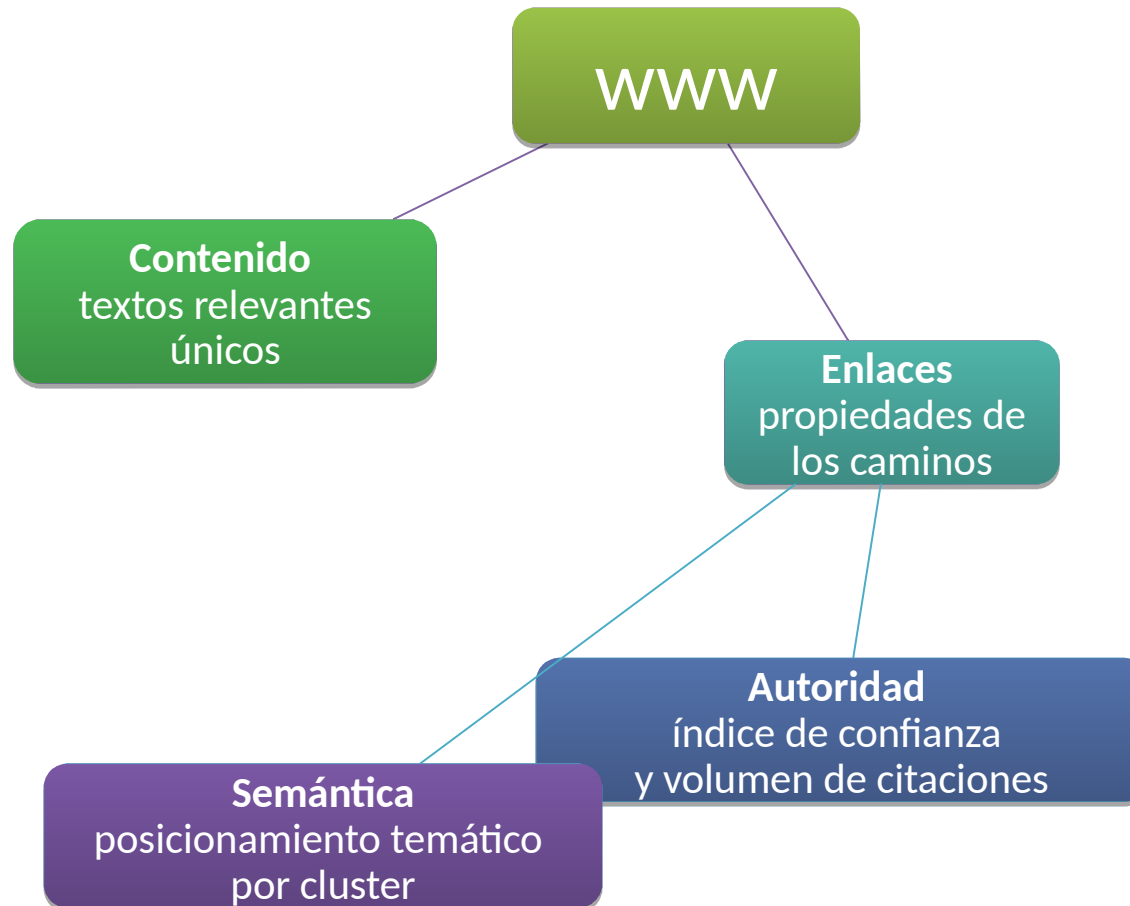 www
Contenido
textos relevantes
únicos
Enlaces
propiedades de
los caminos
Autoridad
índice de confianza
y volumen de citaciones
Semántica
posicionamiento temático
por cluster